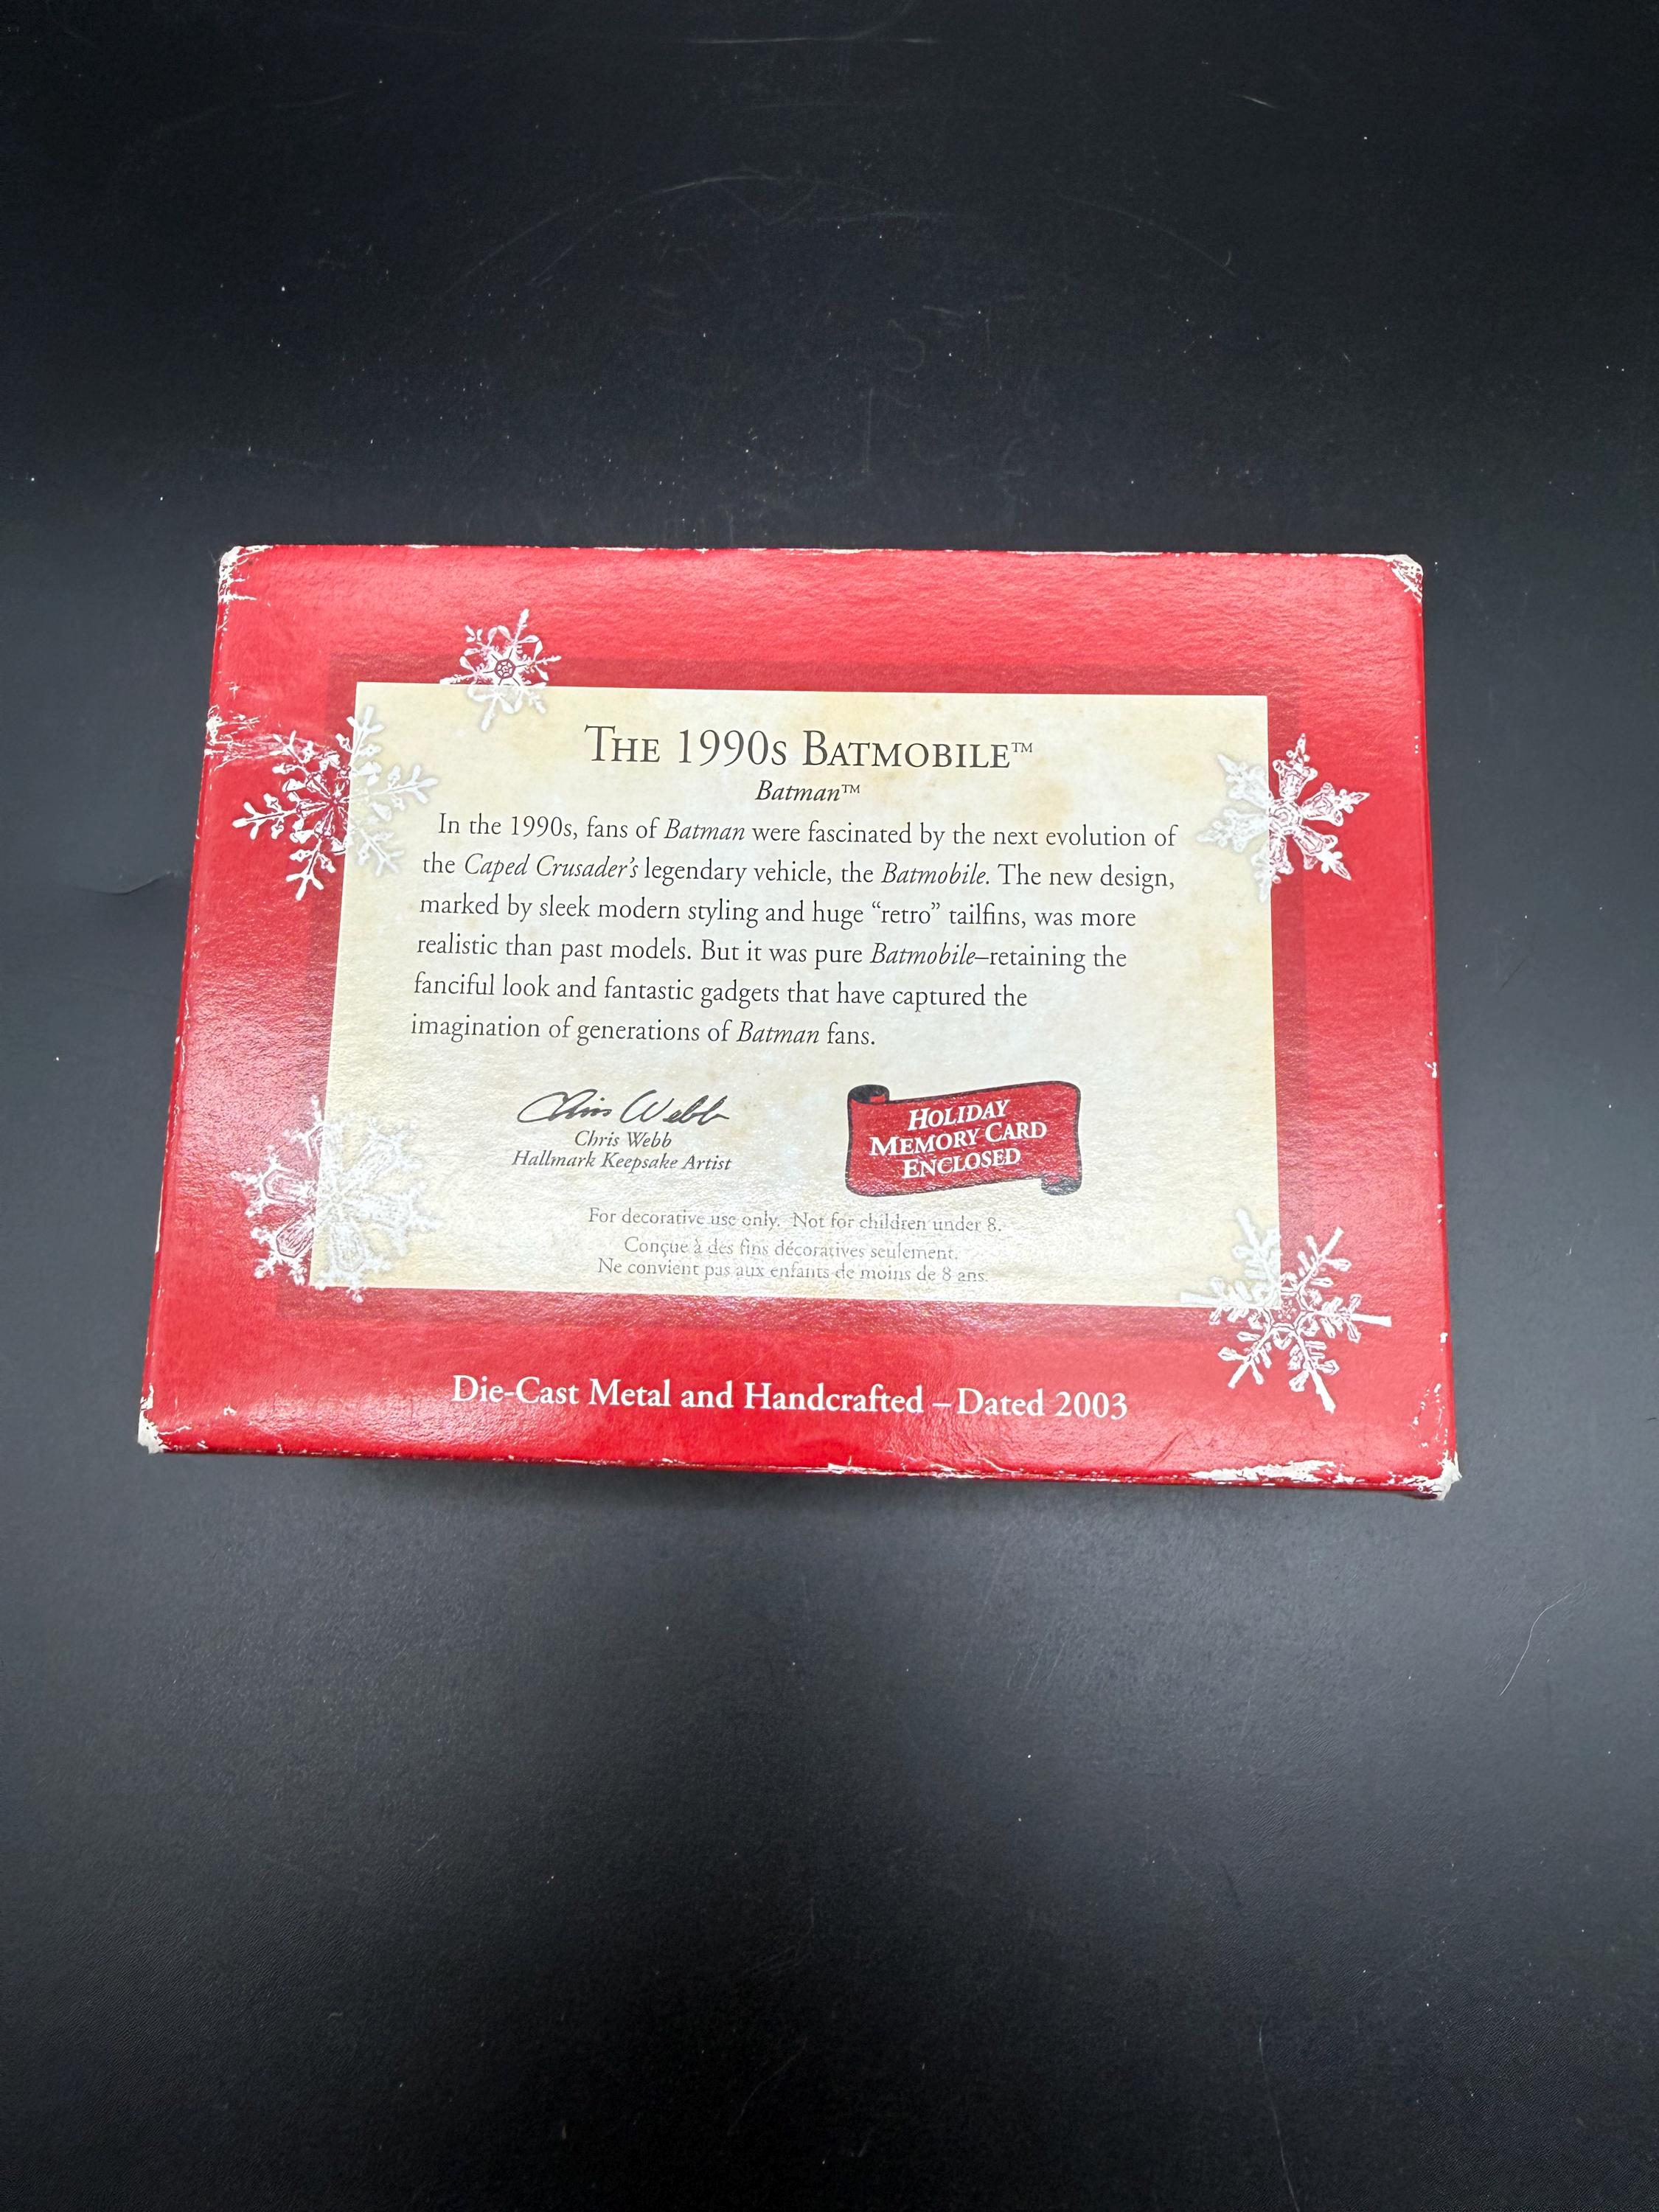 THE 1990S BATMOBILE™
Batman™
In the 1990s, fans of Batman were fascinated by the next evolution of
the Caped Crusader's legendary vehicle, the Batmobile. The new design,
marked by sleek modern styling and huge “retro” tailfins, was more
realistic than past models. But it was pure Batmobile–retaining the
fanciful look and fantastic gadgets that have captured the
imagination of generations of Batman fans.
Chris Webb
Chris Webb
Hallmark Keepsake Artist
HOLIDAY
MEMORY CARD
ENCLOSED
For decorative use only. Not for children under 8.
Conçue à des fins décoratives seulement.
Ne convient pas aux enfants de moins de 8 ans.
Die-Cast Metal and Handcrafted – Dated 2003